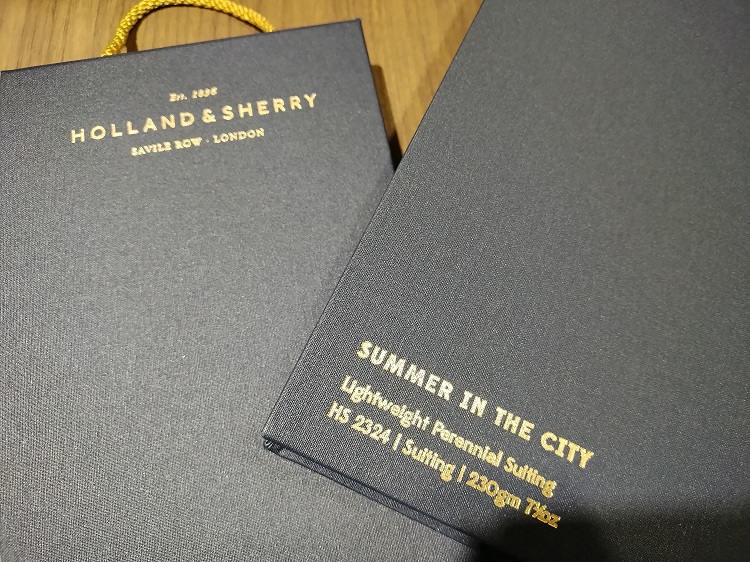 Est. 1836
HOLLAND & SHERRY
SAVILE ROW · LONDON
SUMMER IN THE CITY
Lightweight Perennial Suiting
HS 2324 | Suiting | 230gm 7½oz